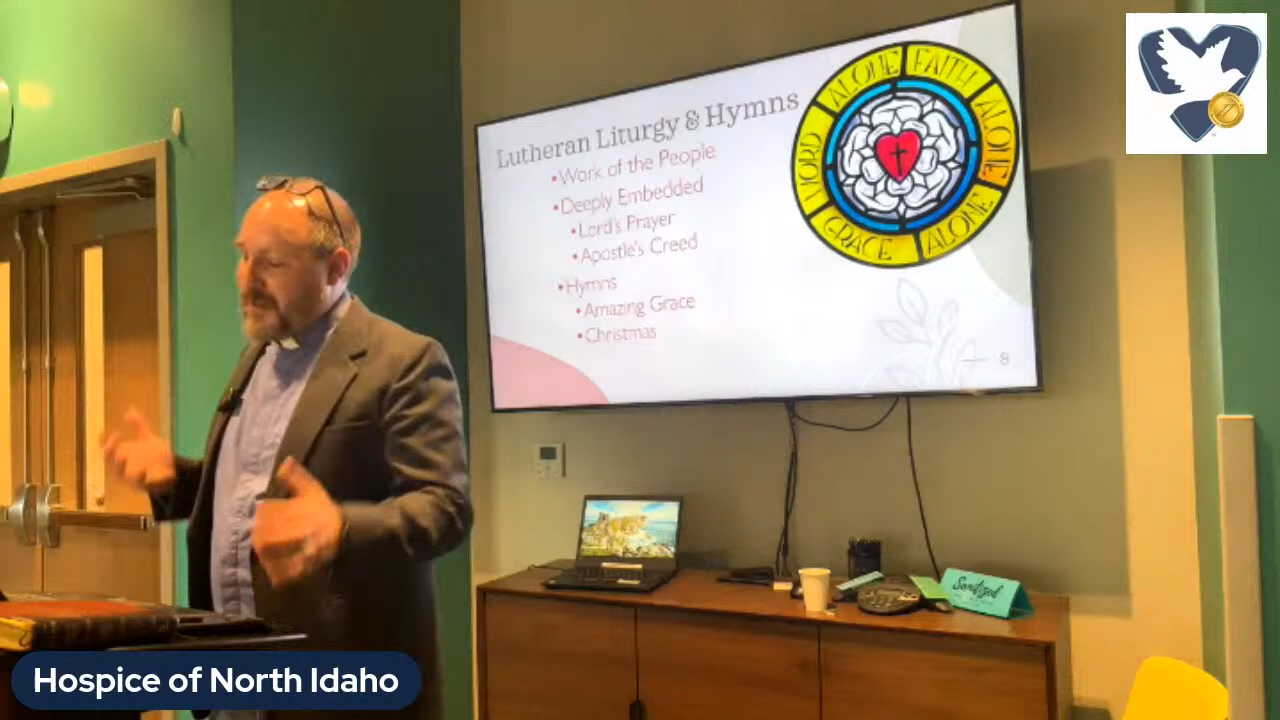 Lutheran Liturgy & Hymns
•Work of the People
•Deeply Embedded
•Lord's Prayer
•Apostle's Creed
•Hymns
•Amazing Grace
•Christmas
WORD ALONE FAITH ALONE
GRACE ALONE
8
Sanitized
Hospice of North Idaho